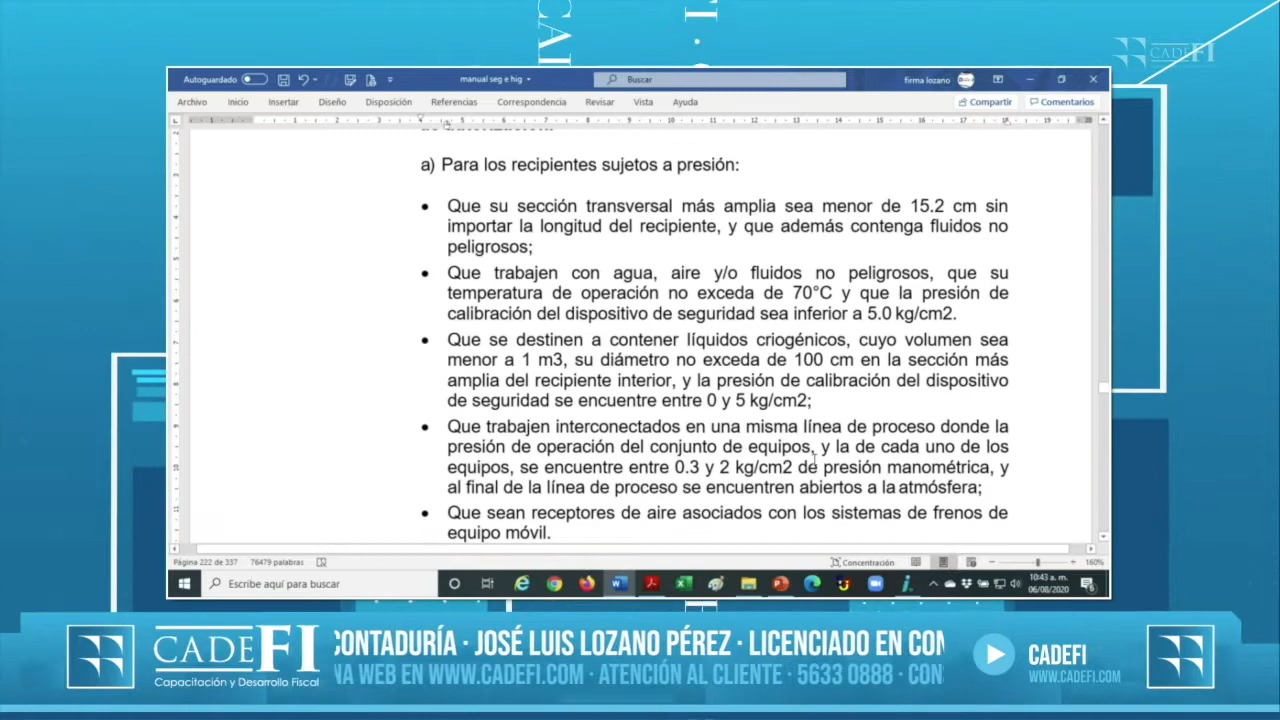 CADEFI
Autoguardado
manual seg e hig
Buscar
firma lozano
Archivo Inicio Insertar Diseño Disposición Referencias Correspondencia Revisar Vista Ayuda Compartir Comentarios
a) Para los recipientes sujetos a presión:
• Que su sección transversal más amplia sea menor de 15.2 cm sin
importar la longitud del recipiente, y que además contenga fluidos no
peligrosos;
• Que trabajen con agua, aire y/o fluidos no peligrosos, que su
temperatura de operación no exceda de 70°C y que la presión de
calibración del dispositivo de seguridad sea inferior a 5.0 kg/cm2.
• Que se destinen a contener líquidos criogénicos, cuyo volumen sea
menor a 1 m3, su diámetro no exceda de 100 cm en la sección más
amplia del recipiente interior, y la presión de calibración del dispositivo
de seguridad se encuentre entre 0 y 5 kg/cm2;
• Que trabajen interconectados en una misma línea de proceso donde la
presión de operación del conjunto de equipos, y la de cada uno de los
equipos, se encuentre entre 0.3 y 2 kg/cm2 de presión manométrica, y
al final de la línea de proceso se encuentren abiertos a la atmósfera;
• Que sean receptores de aire asociados con los sistemas de frenos de
equipo móvil.
Página 222 de 337 76479 palabras Concentración 160%
Escribe aquí para buscar
10:43 a. m.
06/08/2020
CADEFI
Capacitación y Desarrollo Fiscal
CONTADURÍA · JOSÉ LUIS LOZANO PÉREZ · LICENCIADO EN CON
NA WEB EN WWW.CADEFI.COM · ATENCIÓN AL CLIENTE · 5633 0888 · CON
CADEFI
WWW.CADEFI.COM